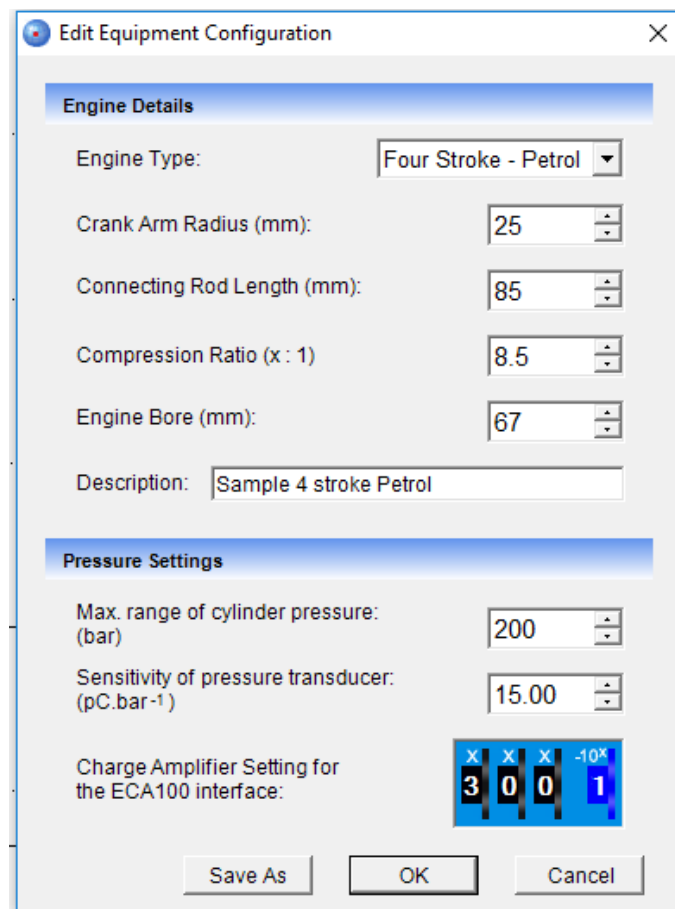 Edit Equipment Configuration
Engine Details
Engine Type: Four Stroke - Petrol
Crank Arm Radius (mm): 25
Connecting Rod Length (mm): 85
Compression Ratio (x : 1) 8.5
Engine Bore (mm): 67
Description: Sample 4 stroke Petrol
Pressure Settings
Max. range of cylinder pressure:
(bar) 200
Sensitivity of pressure transducer:
(pC.bar-1) 15.00
X X X -10x
Charge Amplifier Setting for
the ECA100 interface: 3 0 0 1
Save As OK Cancel